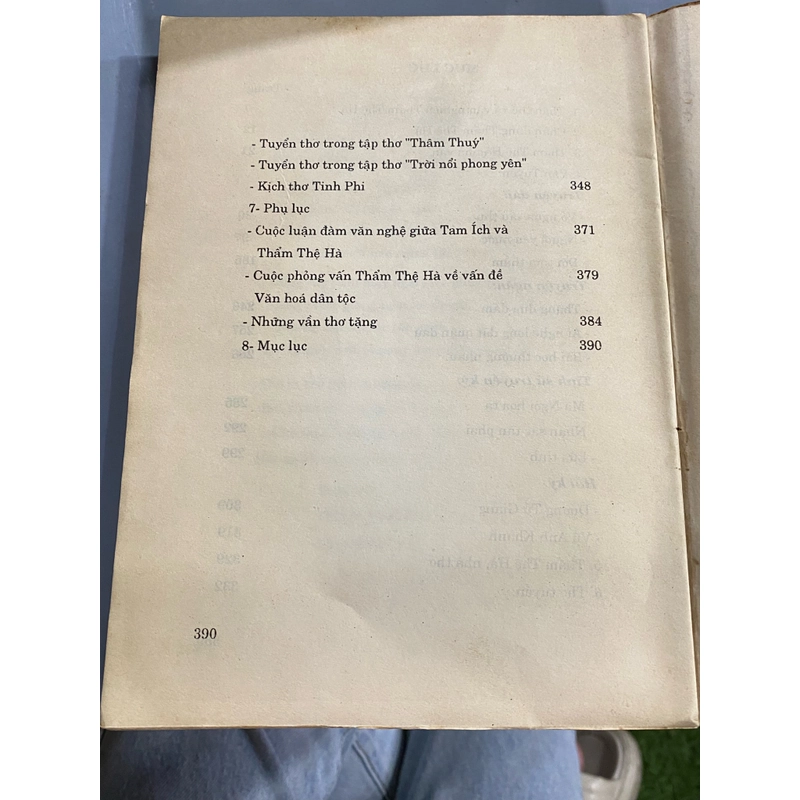 - Tuyển thơ trong tập thơ "Thâm Thuý"
- Tuyển thơ trong tập thơ "Trời nổi phong yên"
- Kịch thơ Tinh Phi 348
7- Phụ lục
- Cuộc luận đàm văn nghệ giữa Tam Ích và 371
Thẩm Thệ Hà
- Cuộc phỏng vấn Thẩm Thệ Hà về vấn đề 379
Văn hoá dân tộc
- Những vần thơ tặng 384
8- Mục lục 390
390